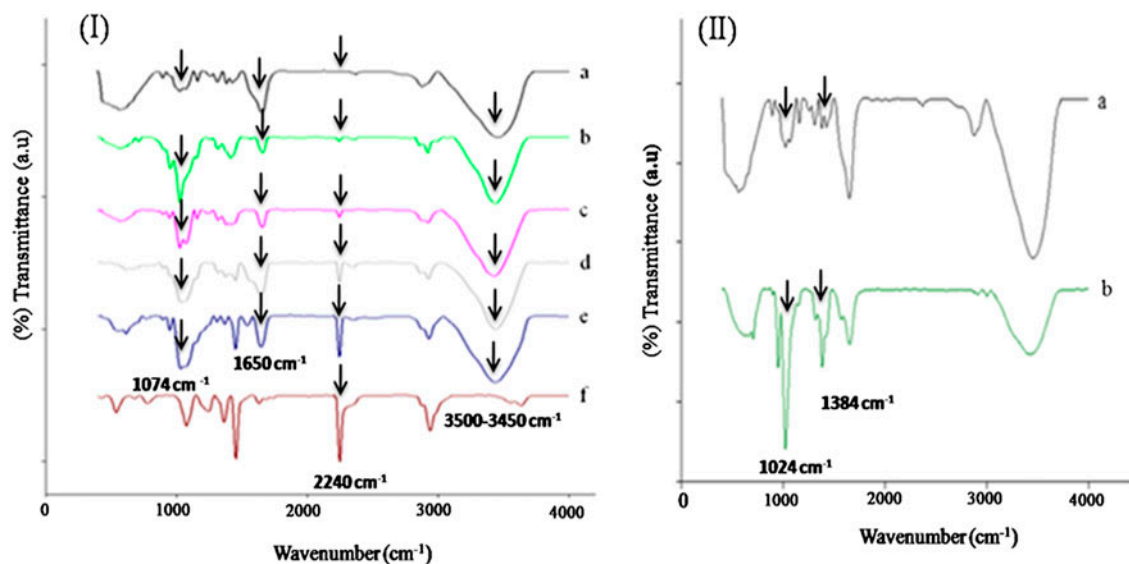 (I)
a
b
c
d
e
f
1650 cm⁻¹
1074 cm⁻¹
3500-3450 cm⁻¹
2240 cm⁻¹
0 1000 2000 3000 4000
Wavenumber (cm⁻¹)
(%) Transmittance (a.u)
(II)
a
b
1384 cm⁻¹
1024 cm⁻¹
0 1000 2000 3000 4000
Wavenumber (cm⁻¹)
(%) Transmittance (a.u)